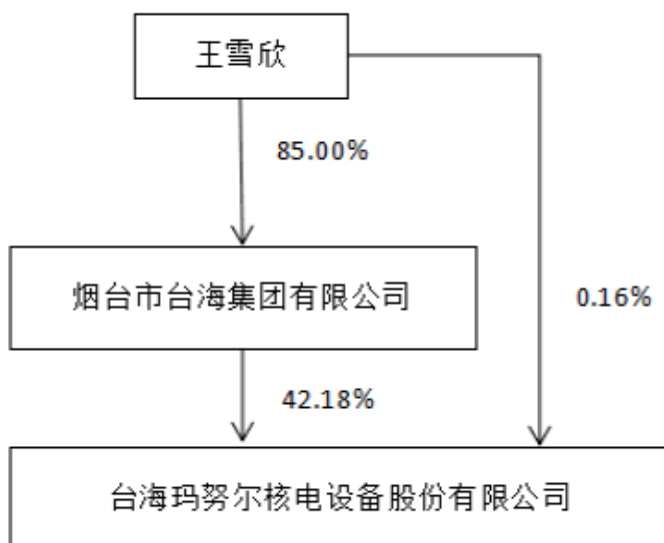 王雪欣
85.00%
烟台市台海集团有限公司
0.16%
42.18%
台海玛努尔核电设备股份有限公司